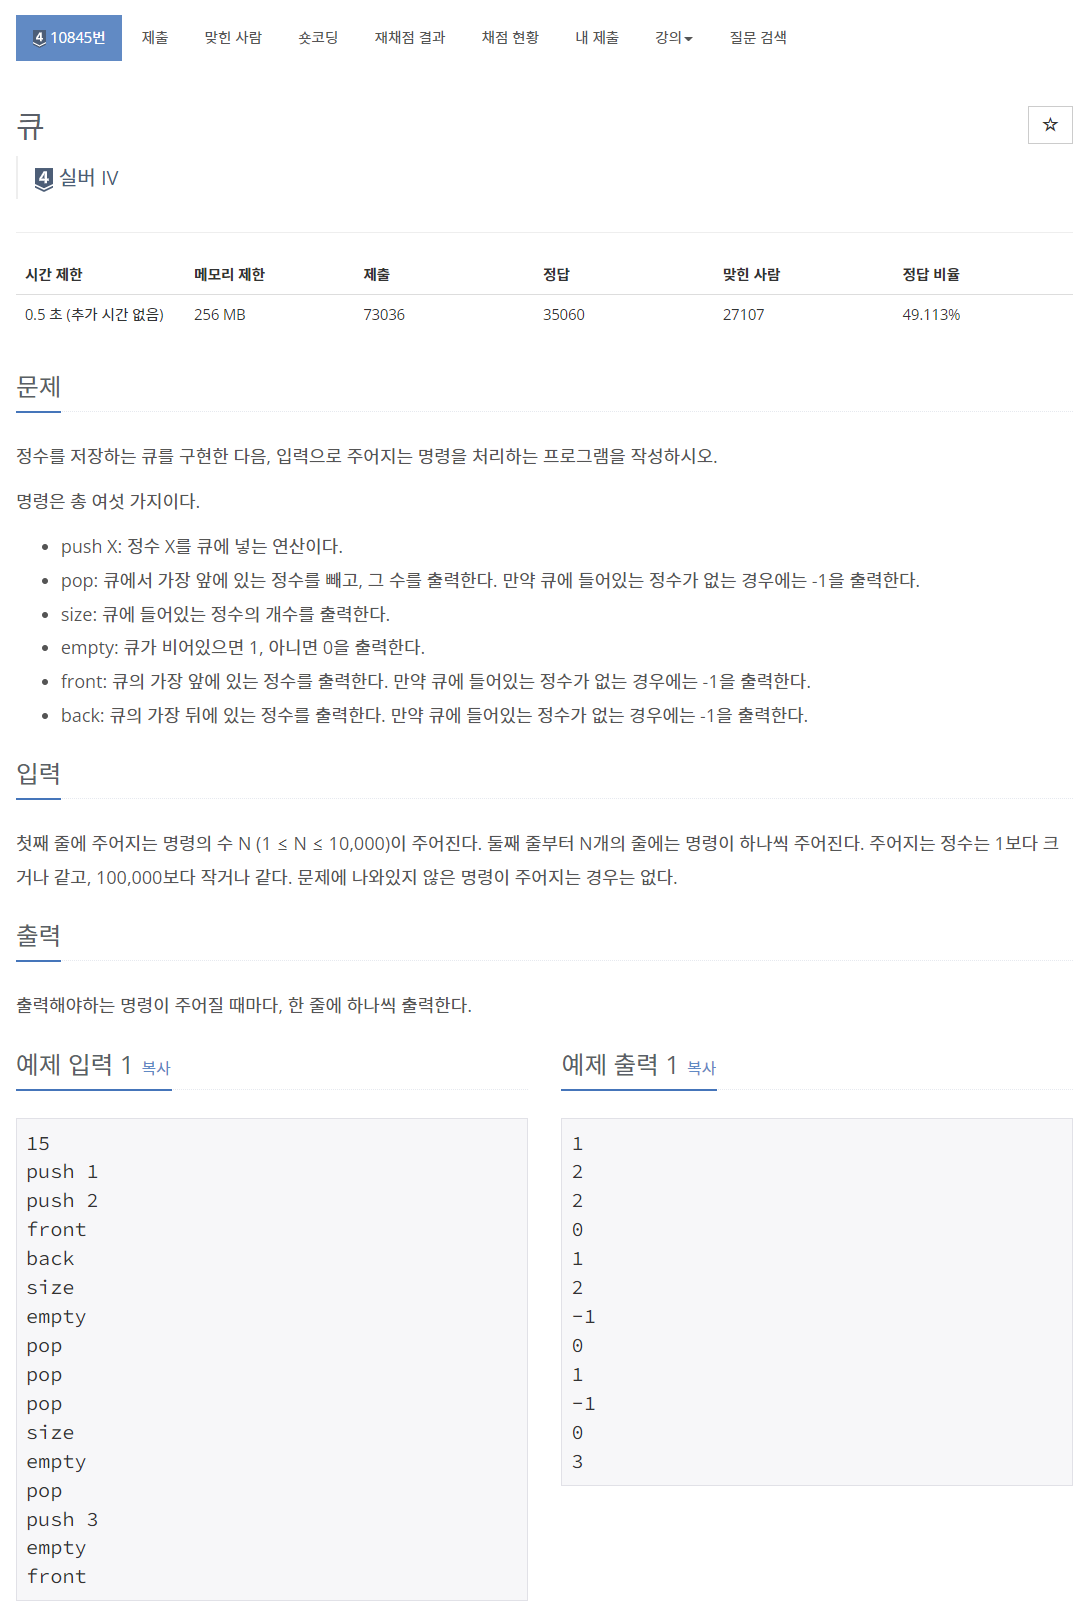 4 10845번 제출 맞힌 사람 숏코딩 재채점 결과 채점 현황 내 제출 강의 질문 검색
큐
4 실버 IV
시간 제한 메모리 제한 제출 정답 맞힌 사람 정답 비율
0.5 초 (추가 시간 없음) 256 MB 73036 35060 27107 49.113%
문제
정수를 저장하는 큐를 구현한 다음, 입력으로 주어지는 명령을 처리하는 프로그램을 작성하시오.
명령은 총 여섯 가지이다.
• push X: 정수 X를 큐에 넣는 연산이다.
• pop: 큐에서 가장 앞에 있는 정수를 빼고, 그 수를 출력한다. 만약 큐에 들어있는 정수가 없는 경우에는 -1을 출력한다.
• size: 큐에 들어있는 정수의 개수를 출력한다.
• empty: 큐가 비어있으면 1, 아니면 0을 출력한다.
• front: 큐의 가장 앞에 있는 정수를 출력한다. 만약 큐에 들어있는 정수가 없는 경우에는 -1을 출력한다.
• back: 큐의 가장 뒤에 있는 정수를 출력한다. 만약 큐에 들어있는 정수가 없는 경우에는 -1을 출력한다.
입력
첫째 줄에 주어지는 명령의 수 N (1 ≤ N ≤ 10,000)이 주어진다. 둘째 줄부터 N개의 줄에는 명령이 하나씩 주어진다. 주어지는 정수는 1보다 크
거나 같고, 100,000보다 작거나 같다. 문제에 나와있지 않은 명령이 주어지는 경우는 없다.
출력
출력해야하는 명령이 주어질 때마다, 한 줄에 하나씩 출력한다.
예제 입력 1 복사
15
push 1
push 2
front
back
size
empty
pop
pop
pop
size
empty
pop
push 3
empty
front
예제 출력 1 복사
1
2
2
0
1
2
-1
0
1
-1
0
3